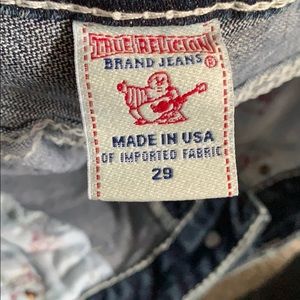 TRUE RELIGION
BRAND JEANS®
MADE IN USA
OF IMPORTED FABRIC
29